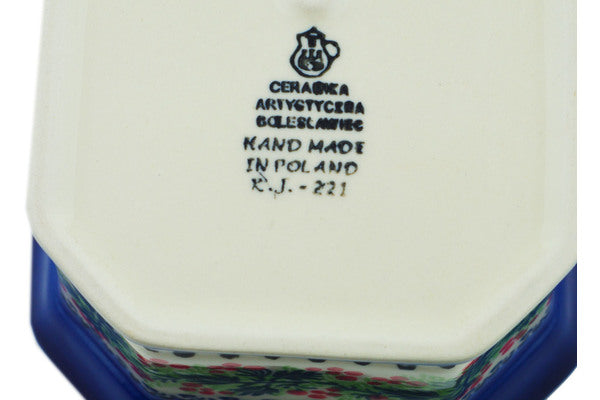 CERAMIKA
ARTYSTYCZNA
BOLESŁAWIEC
HAND MADE
IN POLAND
K.J. - 221